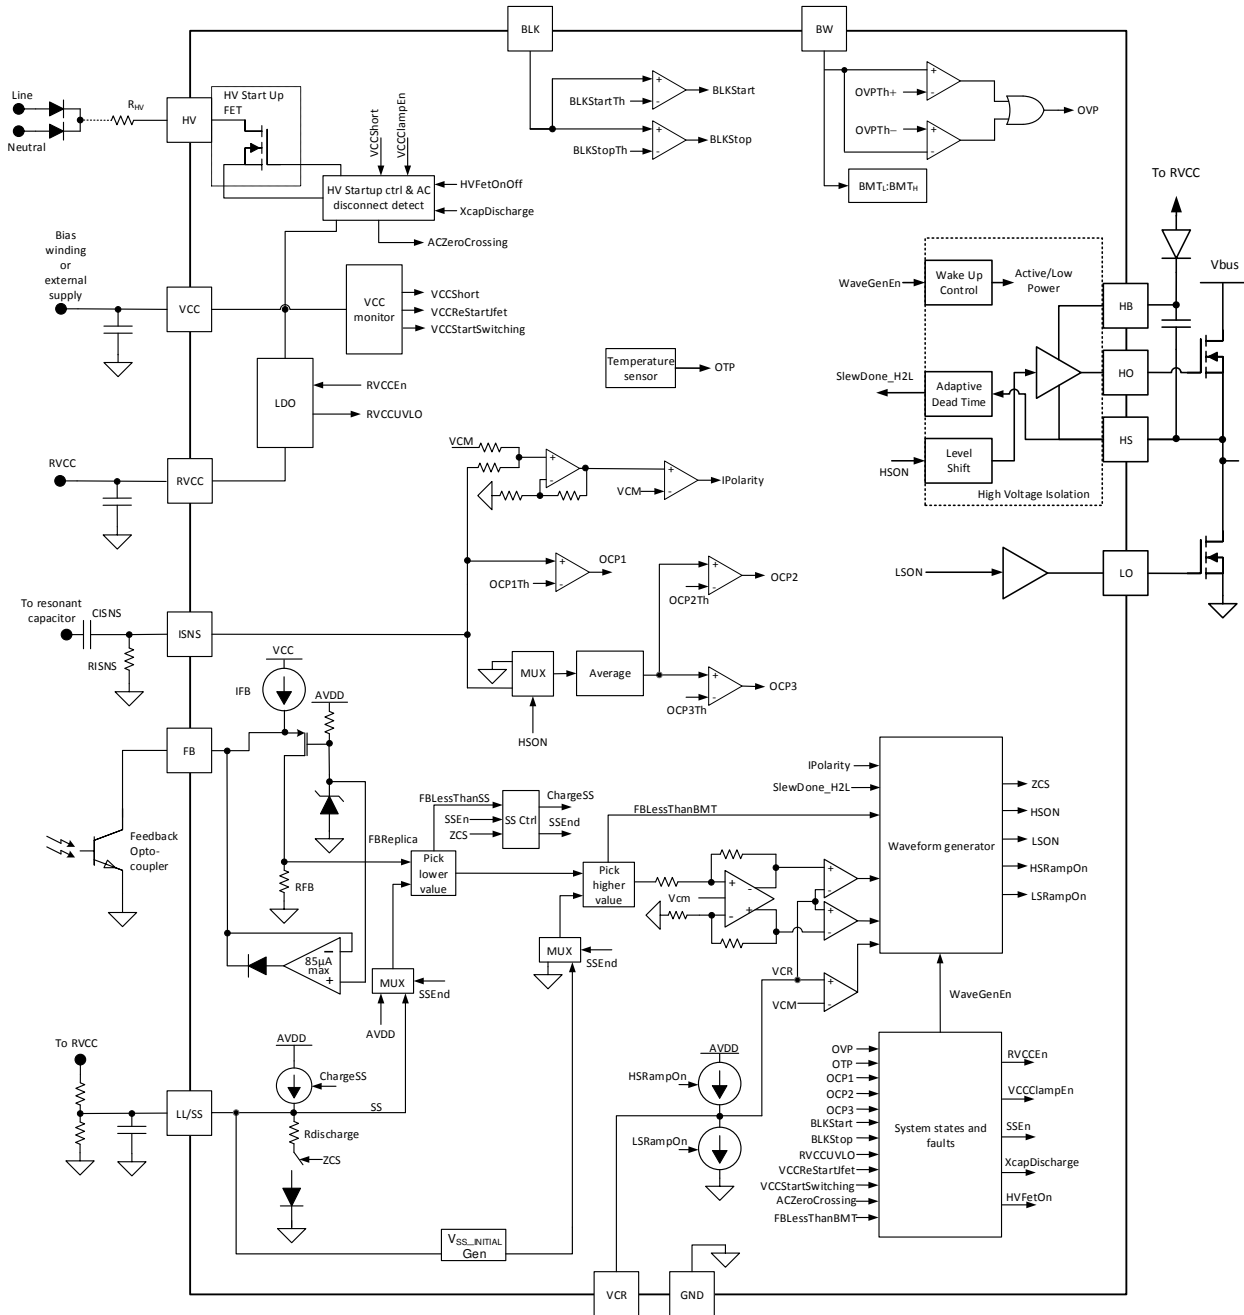 BLK
BW
Line
Neutral
RHV
HV
HV Start Up
FET
VCCShort
VCCClampEn
HV Startup ctrl & AC
disconnect detect
HVFetOnOff
XcapDischarge
ACZeroCrossing
BLKStartTh
BLKStart
BLKStopTh
BLKStop
OVPTh+
OVPTh−
OVP
BMTL:BMTH
To RVCC
Vbus
Bias
winding
or
external
supply
VCC
VCC
monitor
VCCShort
VCCReStartJfet
VCCStartSwitching
WaveGenEn
Wake Up
Control
Active/Low
Power
HB
HO
HS
SlewDone_H2L
Adaptive
Dead Time
HSON
Level
Shift
High Voltage Isolation
Temperature
sensor
OTP
LDO
RVCCEn
RVCCUVLO
RVCC
RVCC
VCM
VCM
IPolarity
OCP1Th
OCP1
OCP2Th
OCP2
OCP3Th
OCP3
LSON
LO
To resonant
capacitor
CISNS
RISNS
ISNS
MUX
Average
HSON
VCC
IFB
AVDD
FB
Feedback
Opto-
coupler
FBReplica
RFB
85µA
max
FBLessThanSS
SSEn
ZCS
SS Ctrl
ChargeSS
SSEnd
Pick
lower
value
MUX
SSEnd
AVDD
FBLessThanBMT
Pick
higher
value
MUX
SSEnd
Vcm
VCR
VCM
IPolarity
SlewDone_H2L
Waveform generator
ZCS
HSON
LSON
HSRampOn
LSRampOn
WaveGenEn
To RVCC
LL/SS
AVDD
ChargeSS
SS
Rdischarge
ZCS
VSS_INITIAL
Gen
AVDD
HSRampOn
LSRampOn
OVP
OTP
OCP1
OCP2
OCP3
BLKStart
BLKStop
RVCCUVLO
VCCReStartJfet
VCCStartSwitching
ACZeroCrossing
FBLessThanBMT
System states and
faults
RVCCEn
VCCClampEn
SSEn
XcapDischarge
HVFetOn
VCR
GND